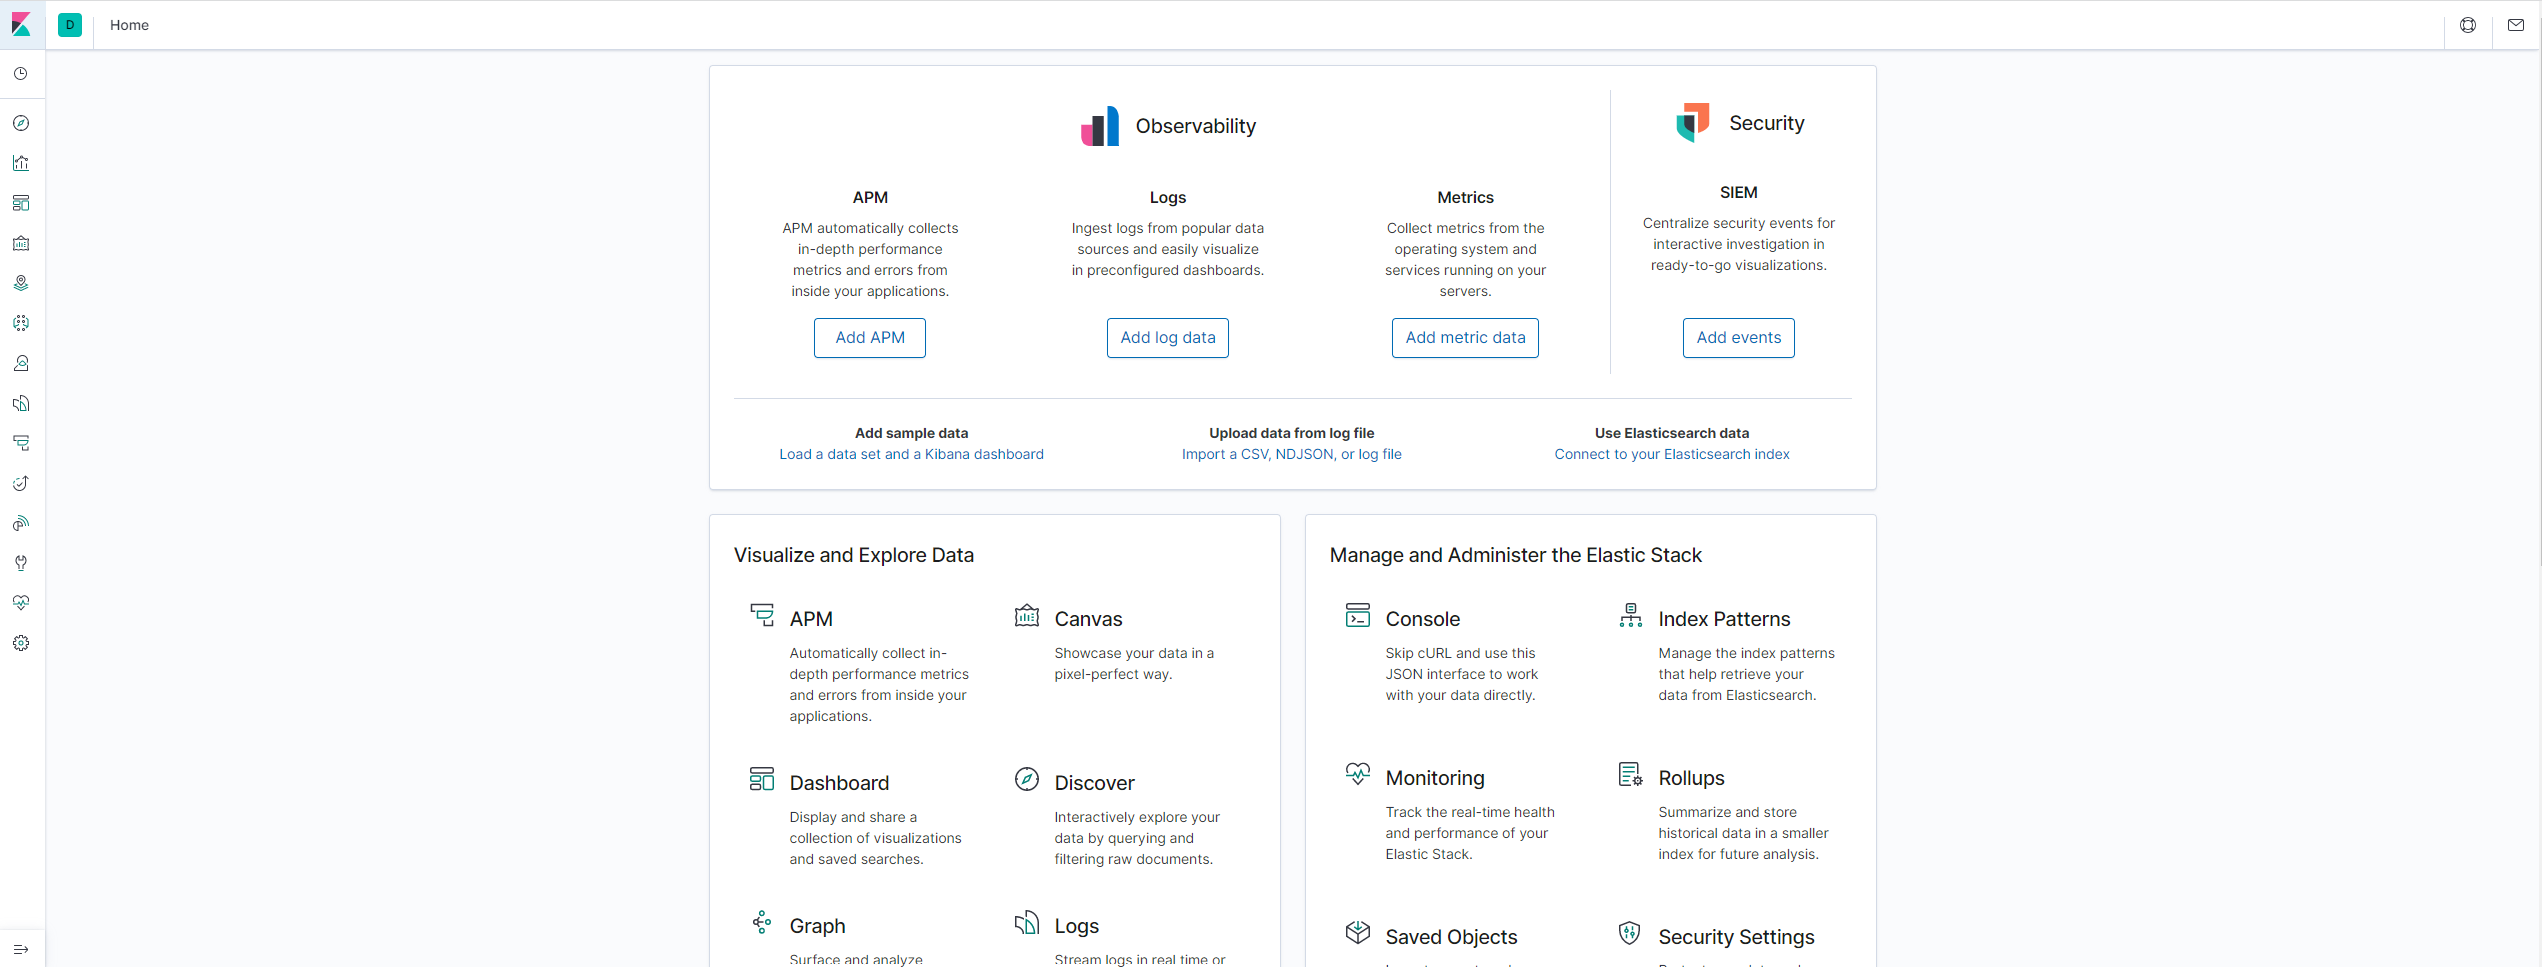 D
Home
Observability
Security
APM
APM automatically collects
in-depth performance
metrics and errors from
inside your applications.
Add APM
Logs
Ingest logs from popular data
sources and easily visualize
in preconfigured dashboards.
Add log data
Metrics
Collect metrics from the
operating system and
services running on your
servers.
Add metric data
SIEM
Centralize security events for
interactive investigation in
ready-to-go visualizations.
Add events
Add sample data
Load a data set and a Kibana dashboard
Upload data from log file
Import a CSV, NDJSON, or log file
Use Elasticsearch data
Connect to your Elasticsearch index
Visualize and Explore Data
APM
Automatically collect in-
depth performance metrics
and errors from inside your
applications.
Canvas
Showcase your data in a
pixel-perfect way.
Dashboard
Display and share a
collection of visualizations
and saved searches.
Discover
Interactively explore your
data by querying and
filtering raw documents.
Graph
Surface and analyze
Logs
Stream logs in real time or
Manage and Administer the Elastic Stack
Console
Skip cURL and use this
JSON interface to work
with your data directly.
Index Patterns
Manage the index patterns
that help retrieve your
data from Elasticsearch.
Monitoring
Track the real-time health
and performance of your
Elastic Stack.
Rollups
Summarize and store
historical data in a smaller
index for future analysis.
Saved Objects
Security Settings